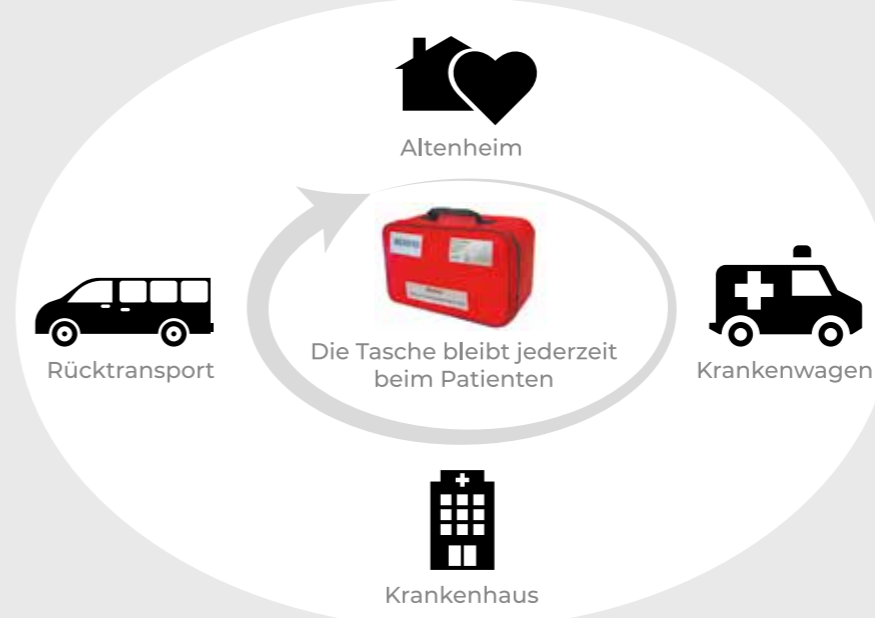 Altenheim
Die Tasche bleibt jederzeit
beim Patienten
Rücktransport
Krankenwagen
Krankenhaus